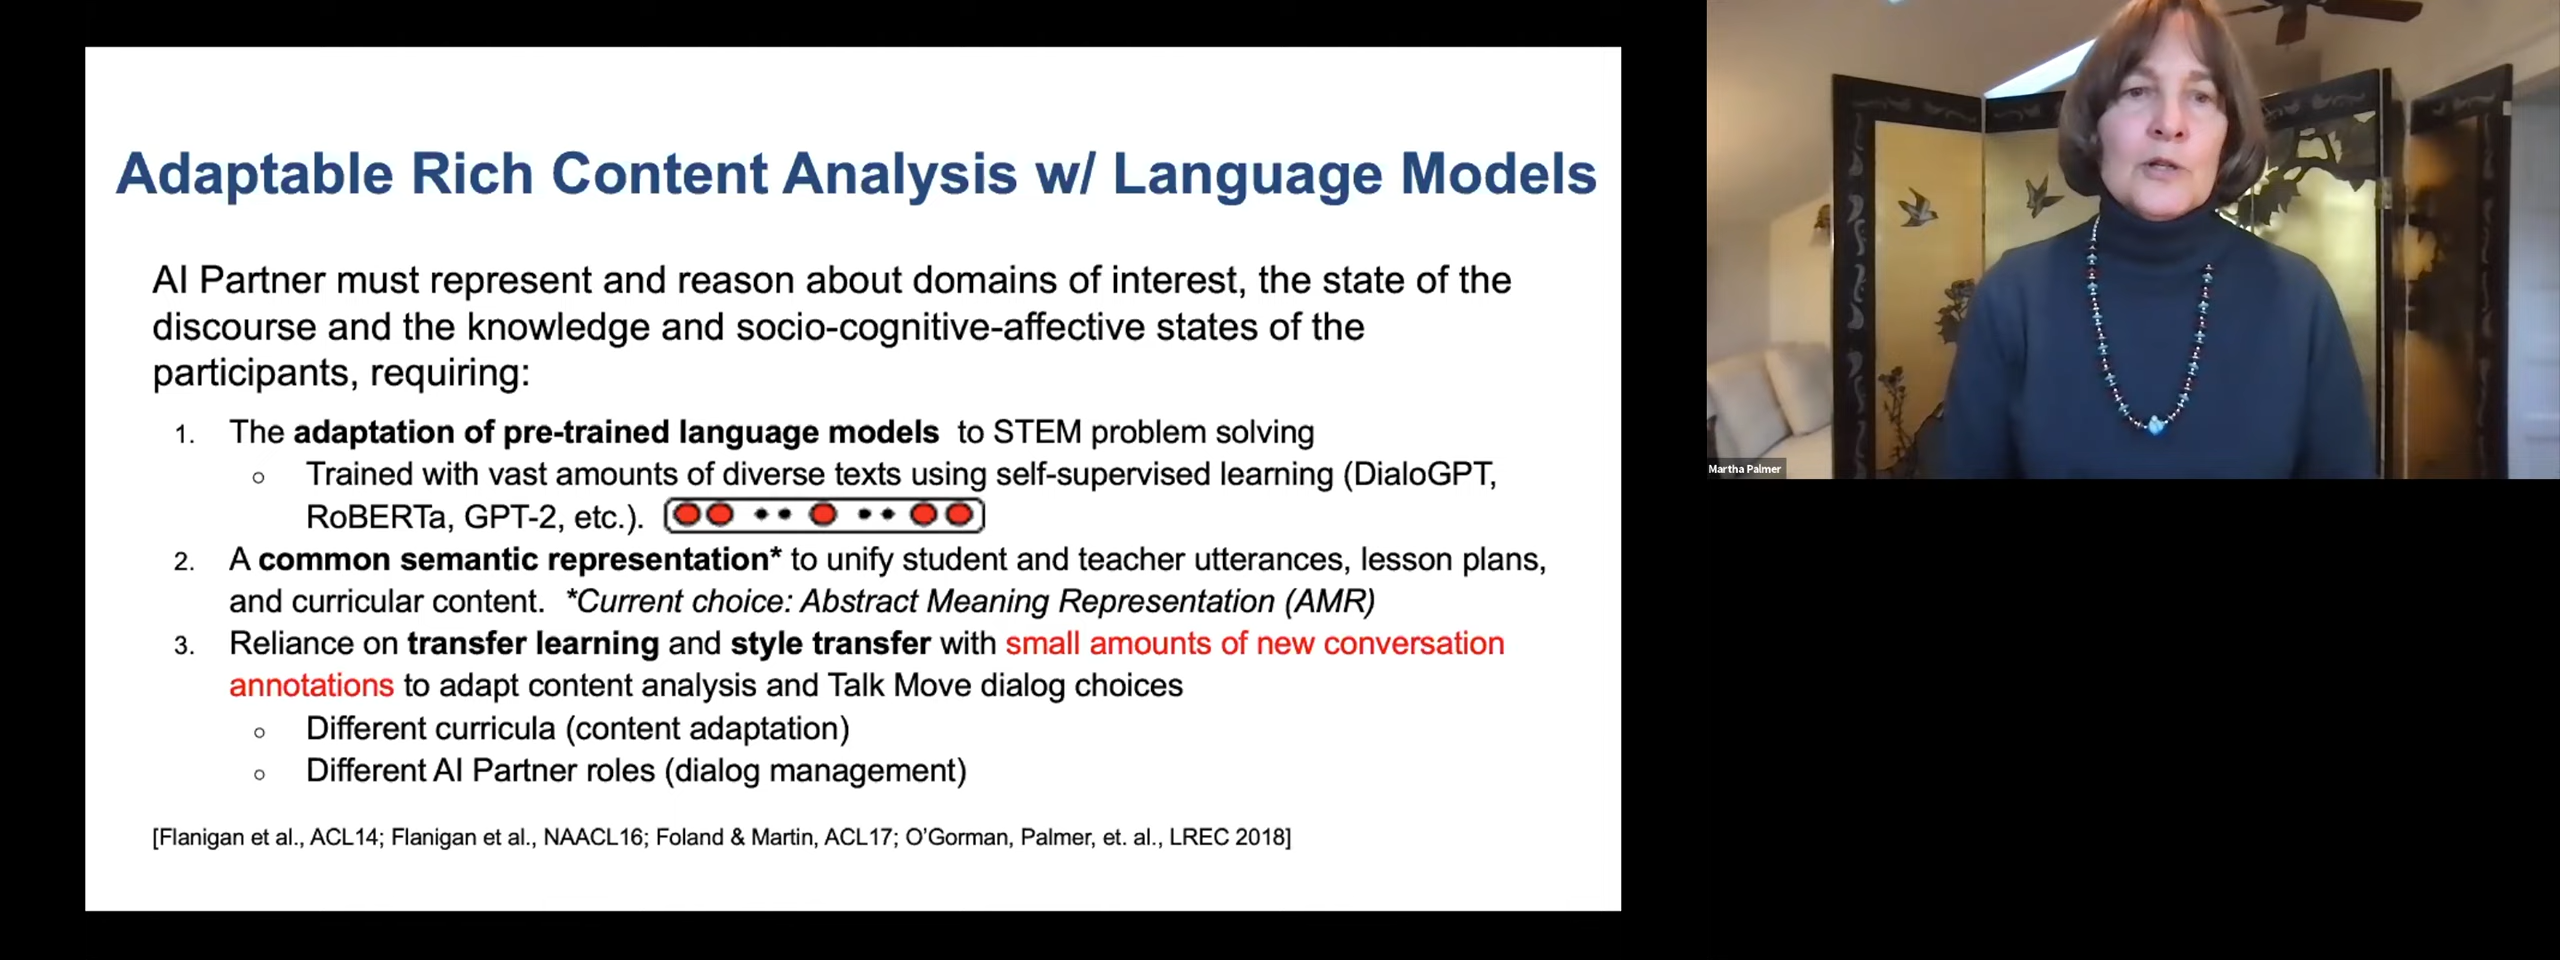 Adaptable Rich Content Analysis w/ Language Models
AI Partner must represent and reason about domains of interest, the state of the
discourse and the knowledge and socio-cognitive-affective states of the
participants, requiring:
1. The adaptation of pre-trained language models to STEM problem solving
○ Trained with vast amounts of diverse texts using self-supervised learning (DialoGPT,
RoBERTa, GPT-2, etc.).
2. A common semantic representation* to unify student and teacher utterances, lesson plans,
and curricular content. *Current choice: Abstract Meaning Representation (AMR)
3. Reliance on transfer learning and style transfer with small amounts of new conversation
annotations to adapt content analysis and Talk Move dialog choices
○ Different curricula (content adaptation)
○ Different AI Partner roles (dialog management)
[Flanigan et al., ACL14; Flanigan et al., NAACL16; Foland & Martin, ACL17; O'Gorman, Palmer, et. al., LREC 2018]
Martha Palmer